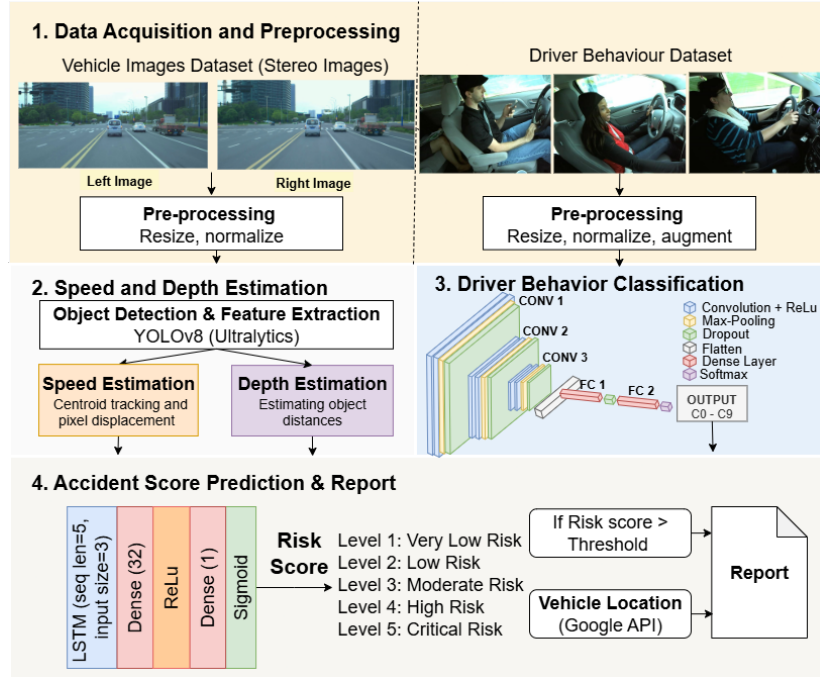 1. Data Acquisition and Preprocessing
Vehicle Images Dataset (Stereo Images)
Left Image
Right Image
Pre-processing
Resize, normalize
Driver Behaviour Dataset
Pre-processing
Resize, normalize, augment
2. Speed and Depth Estimation
Object Detection & Feature Extraction
YOLOv8 (Ultralytics)
Speed Estimation
Centroid tracking and
pixel displacement
Depth Estimation
Estimating object
distances
3. Driver Behavior Classification
CONV 1
CONV 2
CONV 3
FC 1
FC 2
Convolution + ReLu
Max-Pooling
Dropout
Flatten
Dense Layer
Softmax
OUTPUT
C0 - C9
4. Accident Score Prediction & Report
LSTM (seq len=5,
input size=3)
Dense (32)
ReLu
Dense (1)
Sigmoid
Risk
Score
Level 1: Very Low Risk
Level 2: Low Risk
Level 3: Moderate Risk
Level 4: High Risk
Level 5: Critical Risk
If Risk score >
Threshold
Vehicle Location
(Google API)
Report